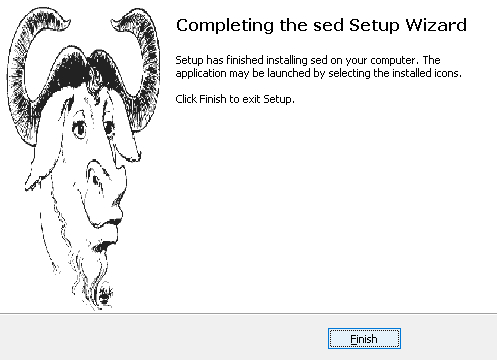 Completing the sed Setup Wizard
Setup has finished installing sed on your computer. The
application may be launched by selecting the installed icons.
Click Finish to exit Setup.
Finish